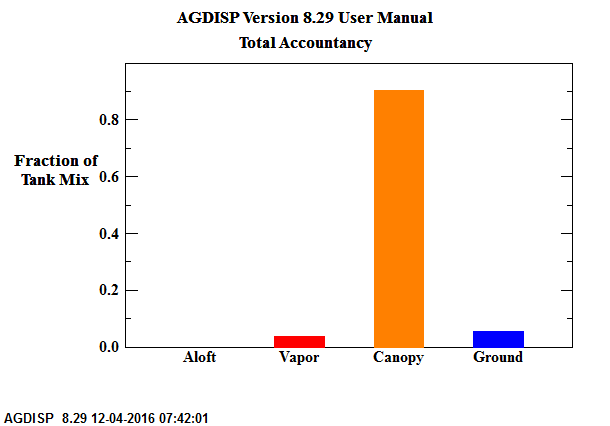 AGDISP Version 8.29 User Manual
Total Accountancy
Fraction of
Tank Mix
0.8
0.6
0.4
0.2
0.0
Aloft Vapor Canopy Ground
AGDISP 8.29 12-04-2016 07:42:01